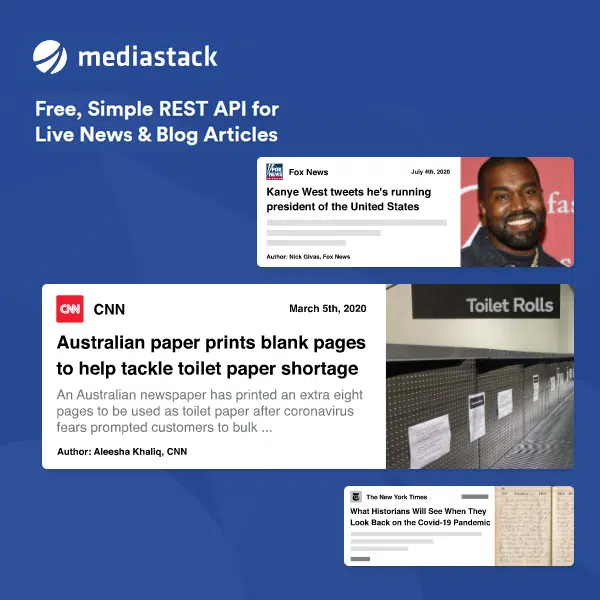 mediastack
Free, Simple REST API for
Live News & Blog Articles
FOX
NEWS
Fox News
July 4th, 2020
Kanye West tweets he's running
president of the United States
Author: Nick Givas, Fox News
fas
CNN
CNN
March 5th, 2020
Australian paper prints blank pages
to help tackle toilet paper shortage
An Australian newspaper has printed an extra eight
pages to be used as toilet paper after coronavirus
fears prompted customers to bulk ...
Author: Aleesha Khaliq, CNN
Toilet Rolls
The New York Times
What Historians Will See When They
Look Back on the Covid-19 Pandemic